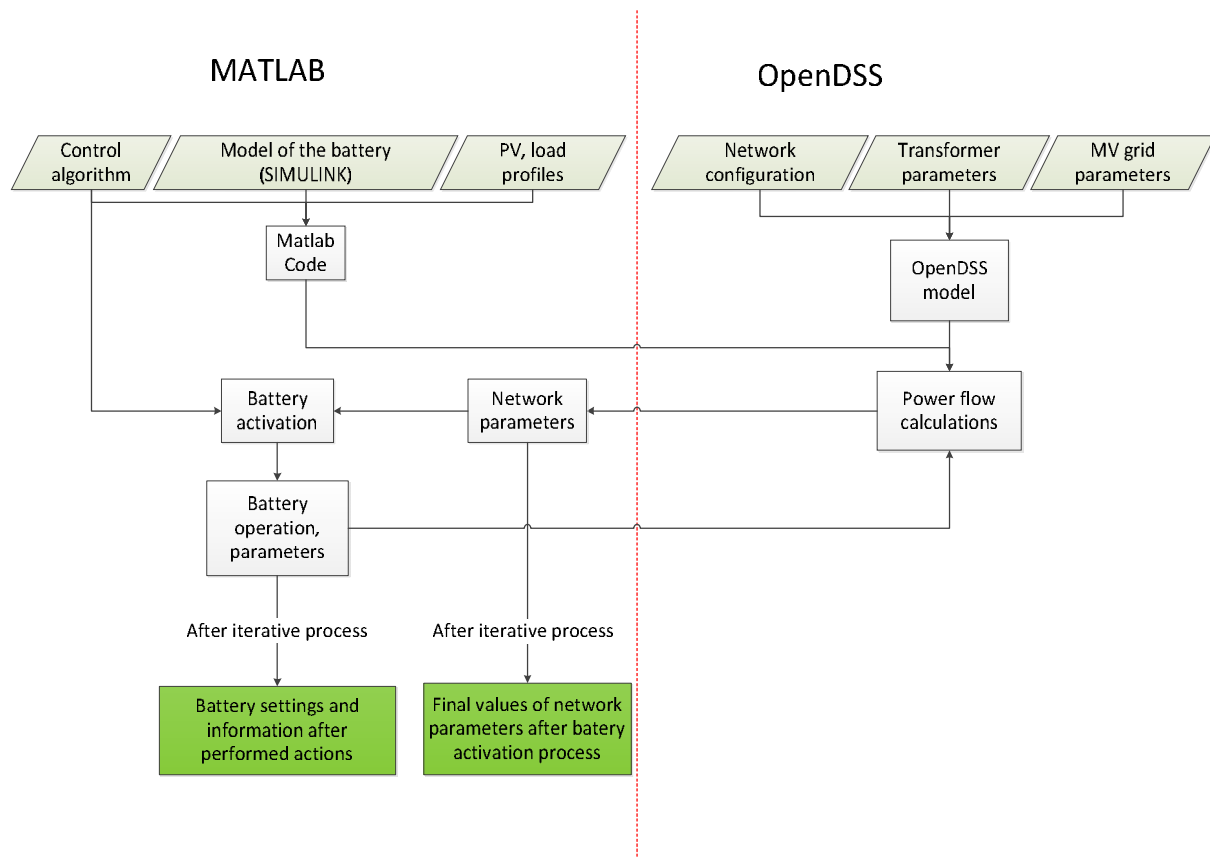 MATLAB
OpenDSS
Control
algorithm
Model of the battery
(SIMULINK)
PV, load
profiles
Network
configuration
Transformer
parameters
MV grid
parameters
Matlab
Code
OpenDSS
model
Battery
activation
Network
parameters
Power flow
calculations
Battery
operation,
parameters
After iterative process
After iterative process
Battery settings and
information after
performed actions
Final values of network
parameters after batery
activation process